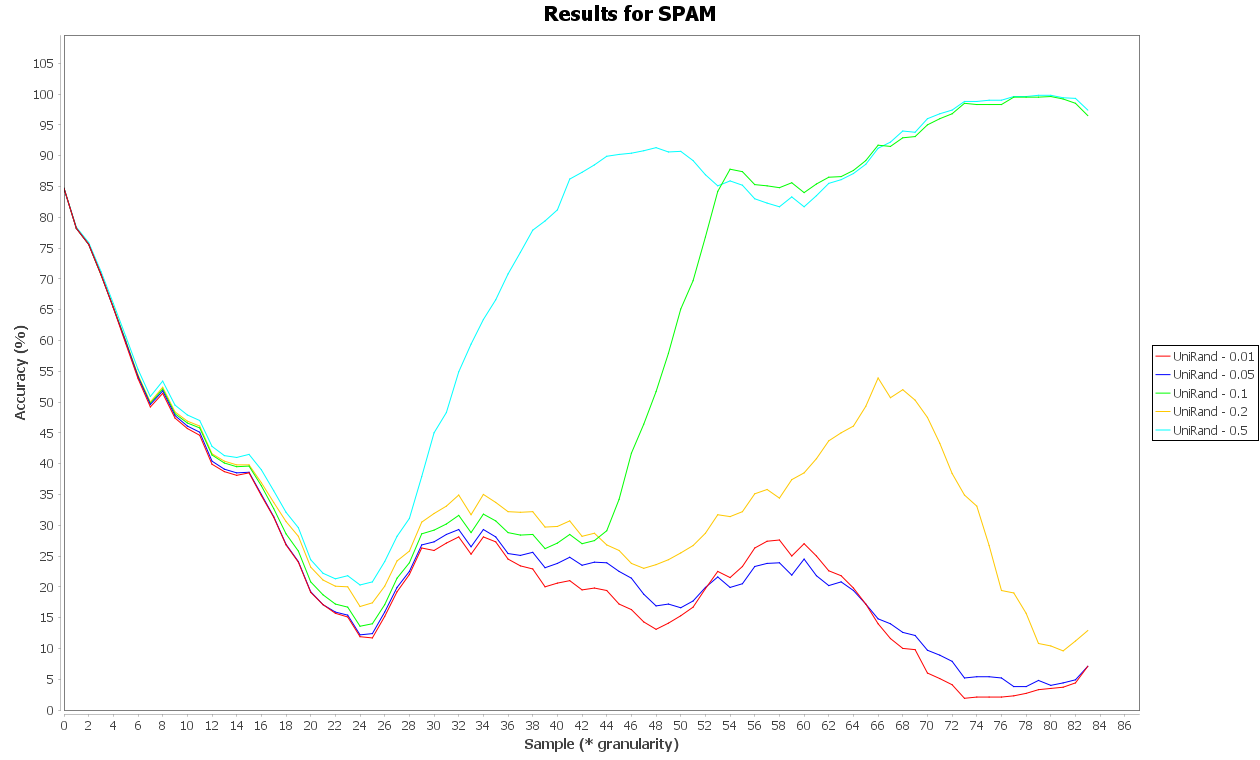 Results for SPAM
Accuracy (%)
105
100
95
90
85
80
75
70
65
60
55
50
45
40
35
30
25
20
15
10
5
0
0 2 4 6 8 10 12 14 16 18 20 22 24 26 28 30 32 34 36 38 40 42 44 46 48 50 52 54 56 58 60 62 64 66 68 70 72 74 76 78 80 82 84 86
Sample (* granularity)
UniRand - 0.01
UniRand - 0.05
UniRand - 0.1
UniRand - 0.2
UniRand - 0.5